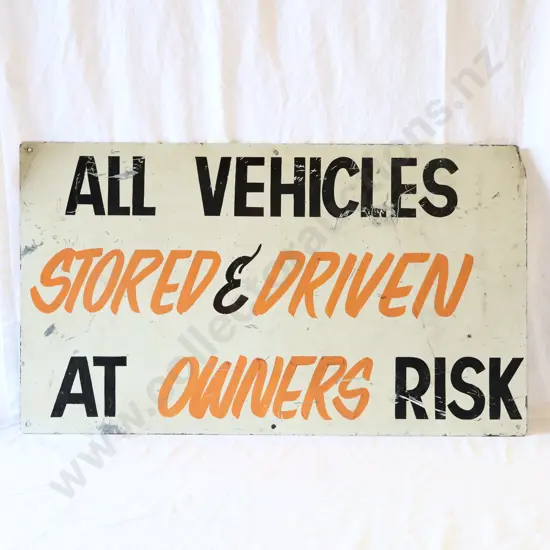 ALL VEHICLES
STORED & DRIVEN
AT OWNERS RISK